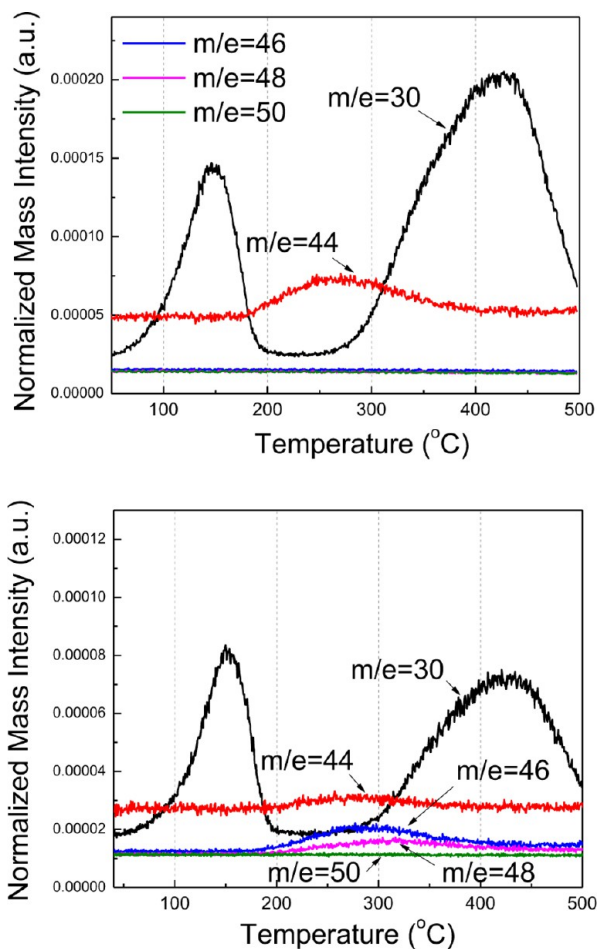 m/e=46
m/e=48
m/e=50
m/e=30
m/e=44
0.00020
0.00015
0.00010
0.00005
0.00000
Normalized Mass Intensity (a.u.)
100 200 300 400 500
Temperature (°C)
0.00012
0.00010
0.00008
0.00006
0.00004
0.00002
0.00000
Normalized Mass Intensity (a.u.)
m/e=30
m/e=44
m/e=46
m/e=50
m/e=48
100 200 300 400 500
Temperature (°C)